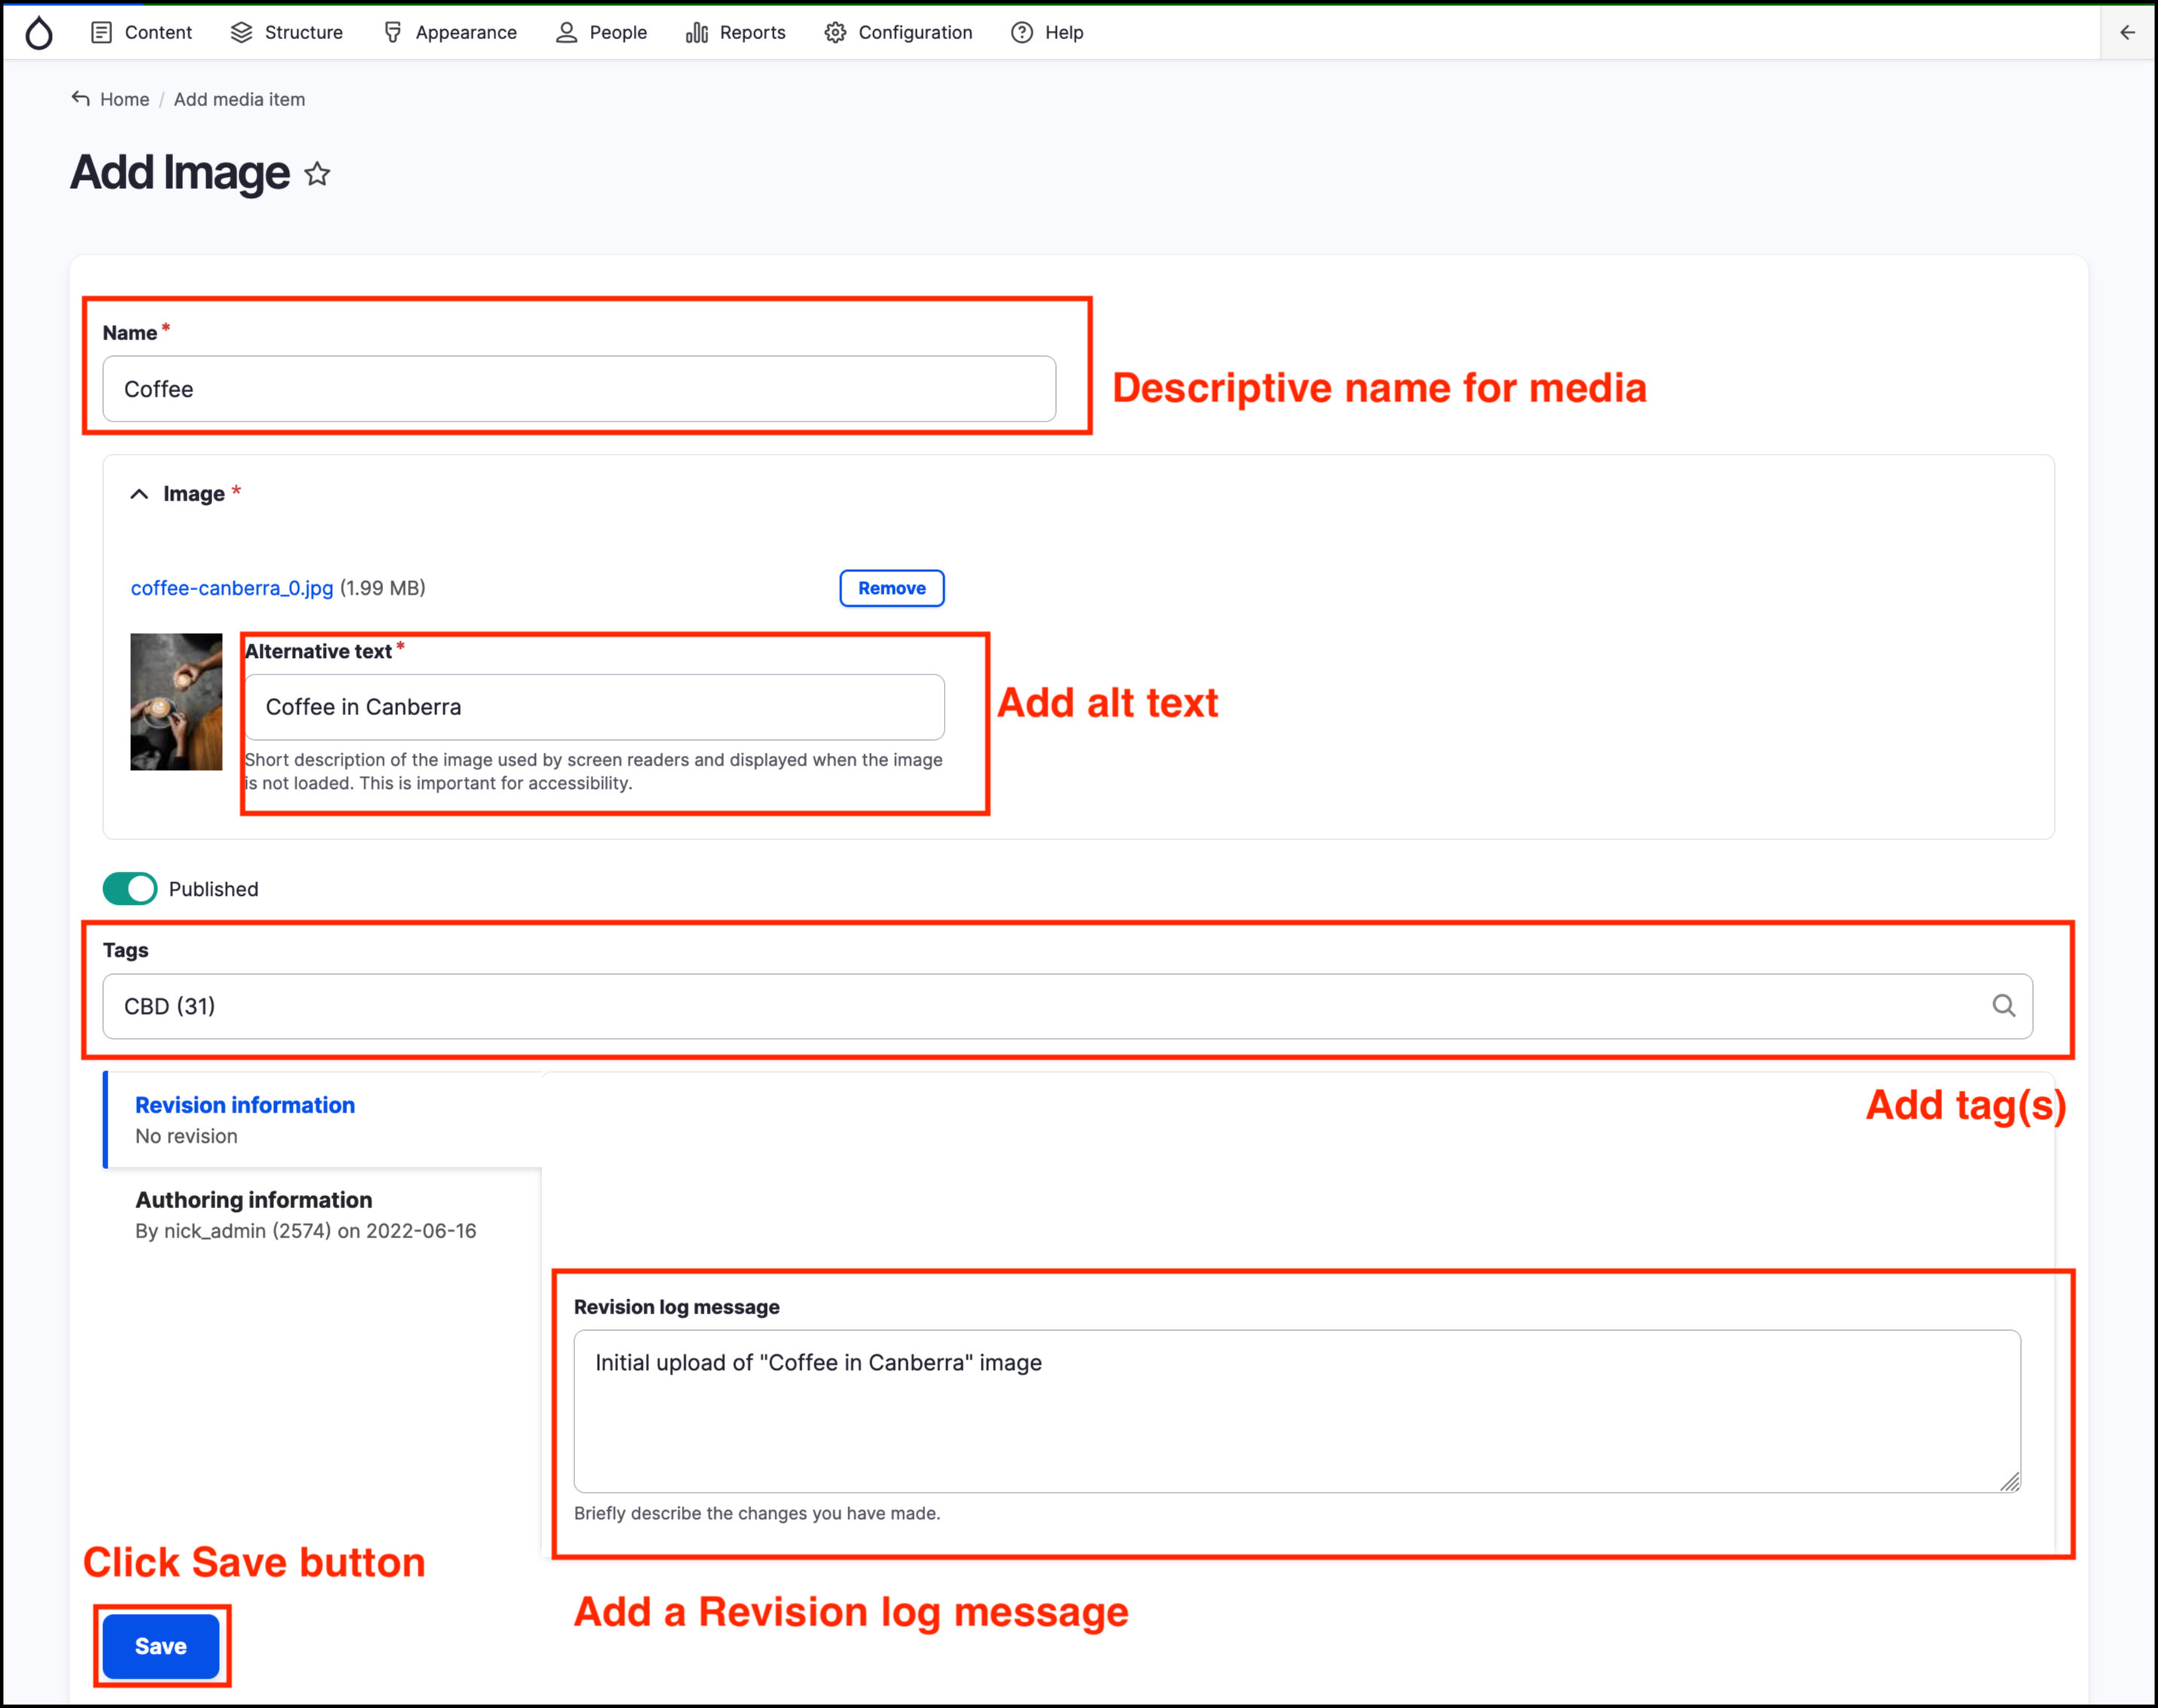 Content Structure Appearance People Reports Configuration Help
Home / Add media item
Add Image
Name *
Coffee
Descriptive name for media
Image *
coffee-canberra_0.jpg (1.99 MB) Remove
Alternative text *
Coffee in Canberra
Add alt text
Short description of the image used by screen readers and displayed when the image
is not loaded. This is important for accessibility.
Published
Tags
CBD (31)
Add tag(s)
Revision information
No revision
Authoring information
By nick_admin (2574) on 2022-06-16
Revision log message
Initial upload of "Coffee in Canberra" image
Briefly describe the changes you have made.
Add a Revision log message
Click Save button
Save